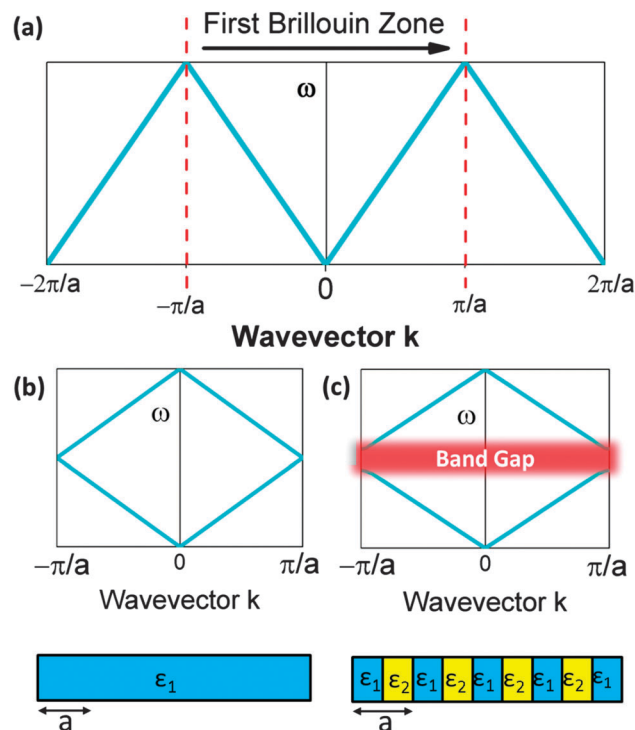 (a)
First Brillouin Zone
ω
−2π/a
−π/a
0
π/a
2π/a
Wavevector k
(b)
ω
−π/a
0
π/a
Wavevector k
(c)
ω
Band Gap
−π/a
0
π/a
Wavevector k
ε1
a
ε1 ε2 ε1 ε2 ε1 ε2 ε1 ε2 ε1
a